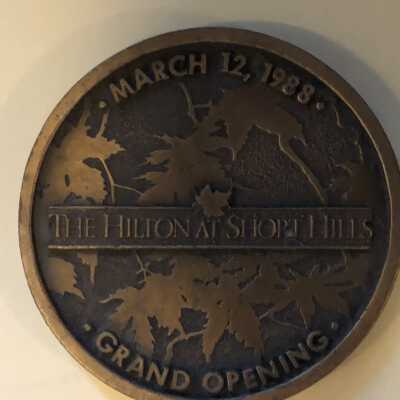 · MARCH 12, 1988 ·
THE HILTON AT SHORT HILLS
· GRAND OPENING ·